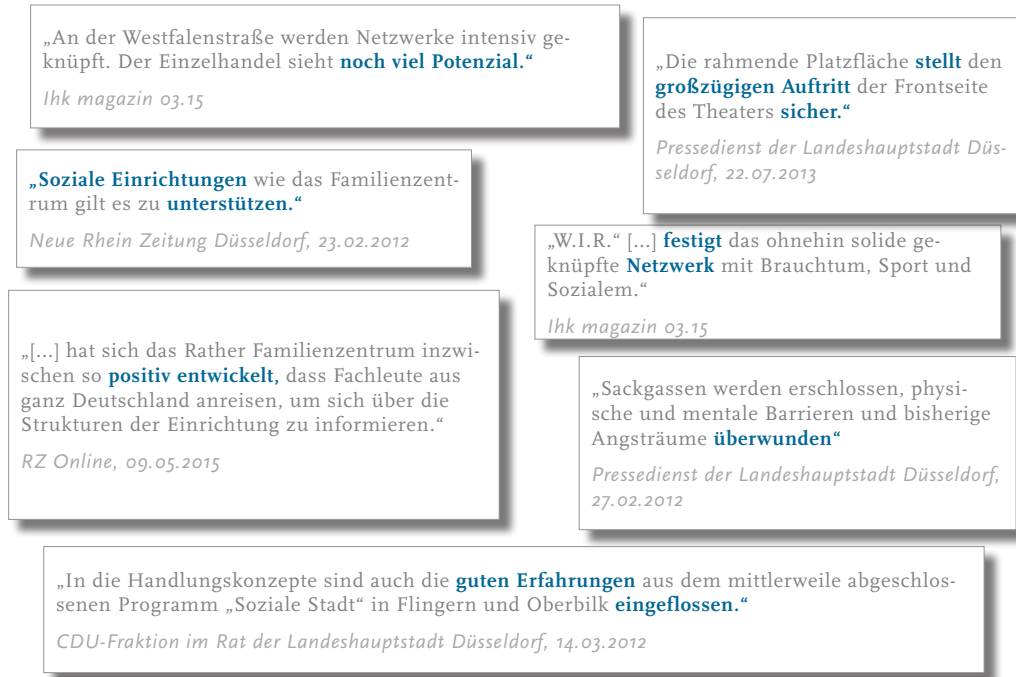 „An der Westfalenstraße werden Netzwerke intensiv ge-
knüpft. Der Einzelhandel sieht noch viel Potenzial.“
Ihk magazin 03.15
„Die rahmende Platzfläche stellt den
großzügigen Auftritt der Frontseite
des Theaters sicher.“
Pressedienst der Landeshauptstadt Düs-
seldorf, 22.07.2013
„Soziale Einrichtungen wie das Familienzent-
rum gilt es zu unterstützen.“
Neue Rhein Zeitung Düsseldorf, 23.02.2012
„W.I.R.“ [...] festigt das ohnehin solide ge-
knüpfte Netzwerk mit Brauchtum, Sport und
Sozialem.“
Ihk magazin 03.15
„[...] hat sich das Rather Familienzentrum inzwi-
schen so positiv entwickelt, dass Fachleute aus
ganz Deutschland anreisen, um sich über die
Strukturen der Einrichtung zu informieren.“
RZ Online, 09.05.2015
„Sackgassen werden erschlossen, physi-
sche und mentale Barrieren und bisherige
Angsträume überwunden“
Pressedienst der Landeshauptstadt Düsseldorf,
27.02.2012
„In die Handlungskonzepte sind auch die guten Erfahrungen aus dem mittlerweile abgeschlos-
senen Programm „Soziale Stadt“ in Flingern und Oberbilk eingeflossen.“
CDU-Fraktion im Rat der Landeshauptstadt Düsseldorf, 14.03.2012